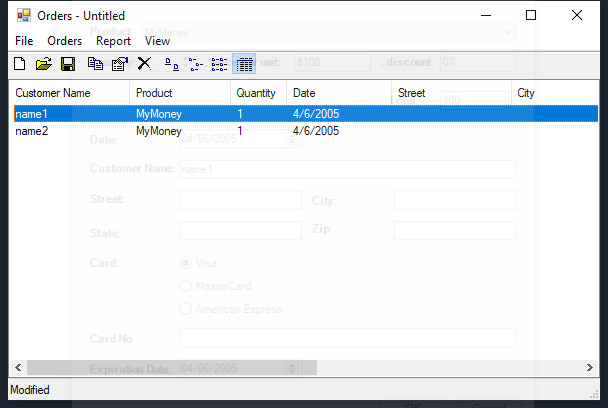 Orders - Untitled
Product: MyMoney
File Orders Report View
unit: $100 discount: 0%
Customer Name Product Quantity Date Street City
Total: 100
name1 MyMoney 1 4/6/2005
name2 MyMoney 1 4/6/2005
Date: 04/06/2005
Customer Name: name1
Street: City:
State: Zip:
Card: Visa
MasterCard
American Express
Card No
Expiration Date: 04/06/2005
Modified